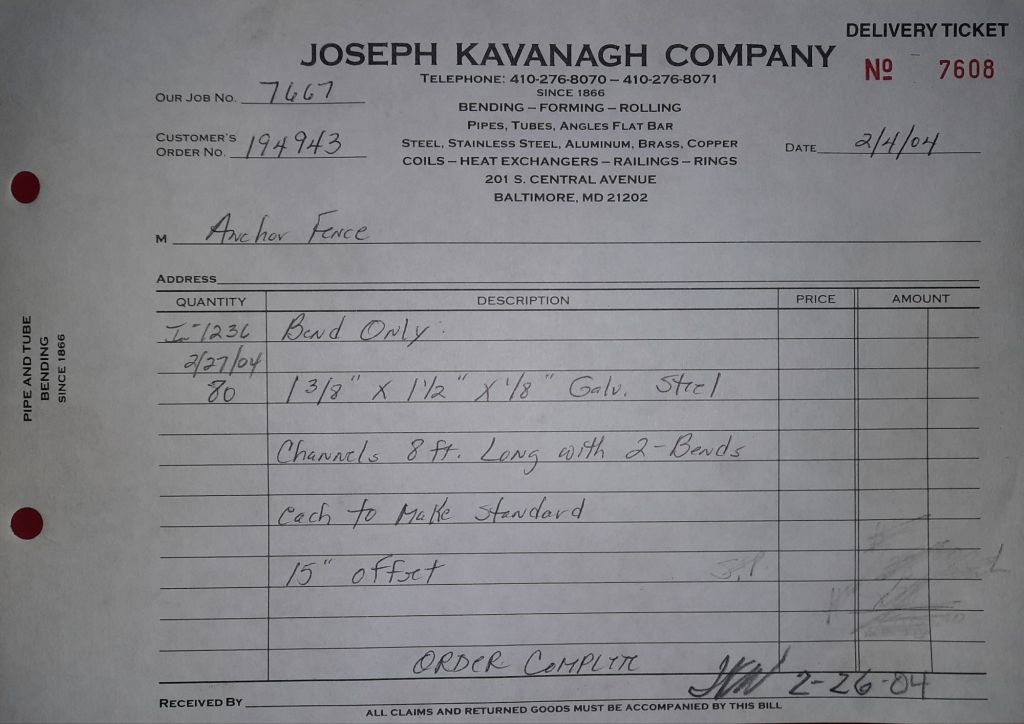 DELIVERY TICKET
JOSEPH KAVANAGH COMPANY
Nº 7608
TELEPHONE: 410-276-8070 – 410-276-8071
SINCE 1866
OUR JOB NO. 7667
BENDING – FORMING – ROLLING
PIPES, TUBES, ANGLES FLAT BAR
CUSTOMER'S ORDER NO. 194943
STEEL, STAINLESS STEEL, ALUMINUM, BRASS, COPPER
DATE 2/4/04
COILS – HEAT EXCHANGERS – RAILINGS – RINGS
201 S. CENTRAL AVENUE
BALTIMORE, MD 21202
M Anchor Fence
ADDRESS
QUANTITY DESCRIPTION PRICE AMOUNT
In-1236 Bend Only:
2/27/04
80 1 3/8" X 1 1/2" X 1/8" Galv. Steel
Channels 8 ft. Long with 2-Bends
Each to Make Standard
15" offset
ORDER COMPLETE
RECEIVED BY 2-26-04
ALL CLAIMS AND RETURNED GOODS MUST BE ACCOMPANIED BY THIS BILL
PIPE AND TUBE
BENDING
SINCE 1866